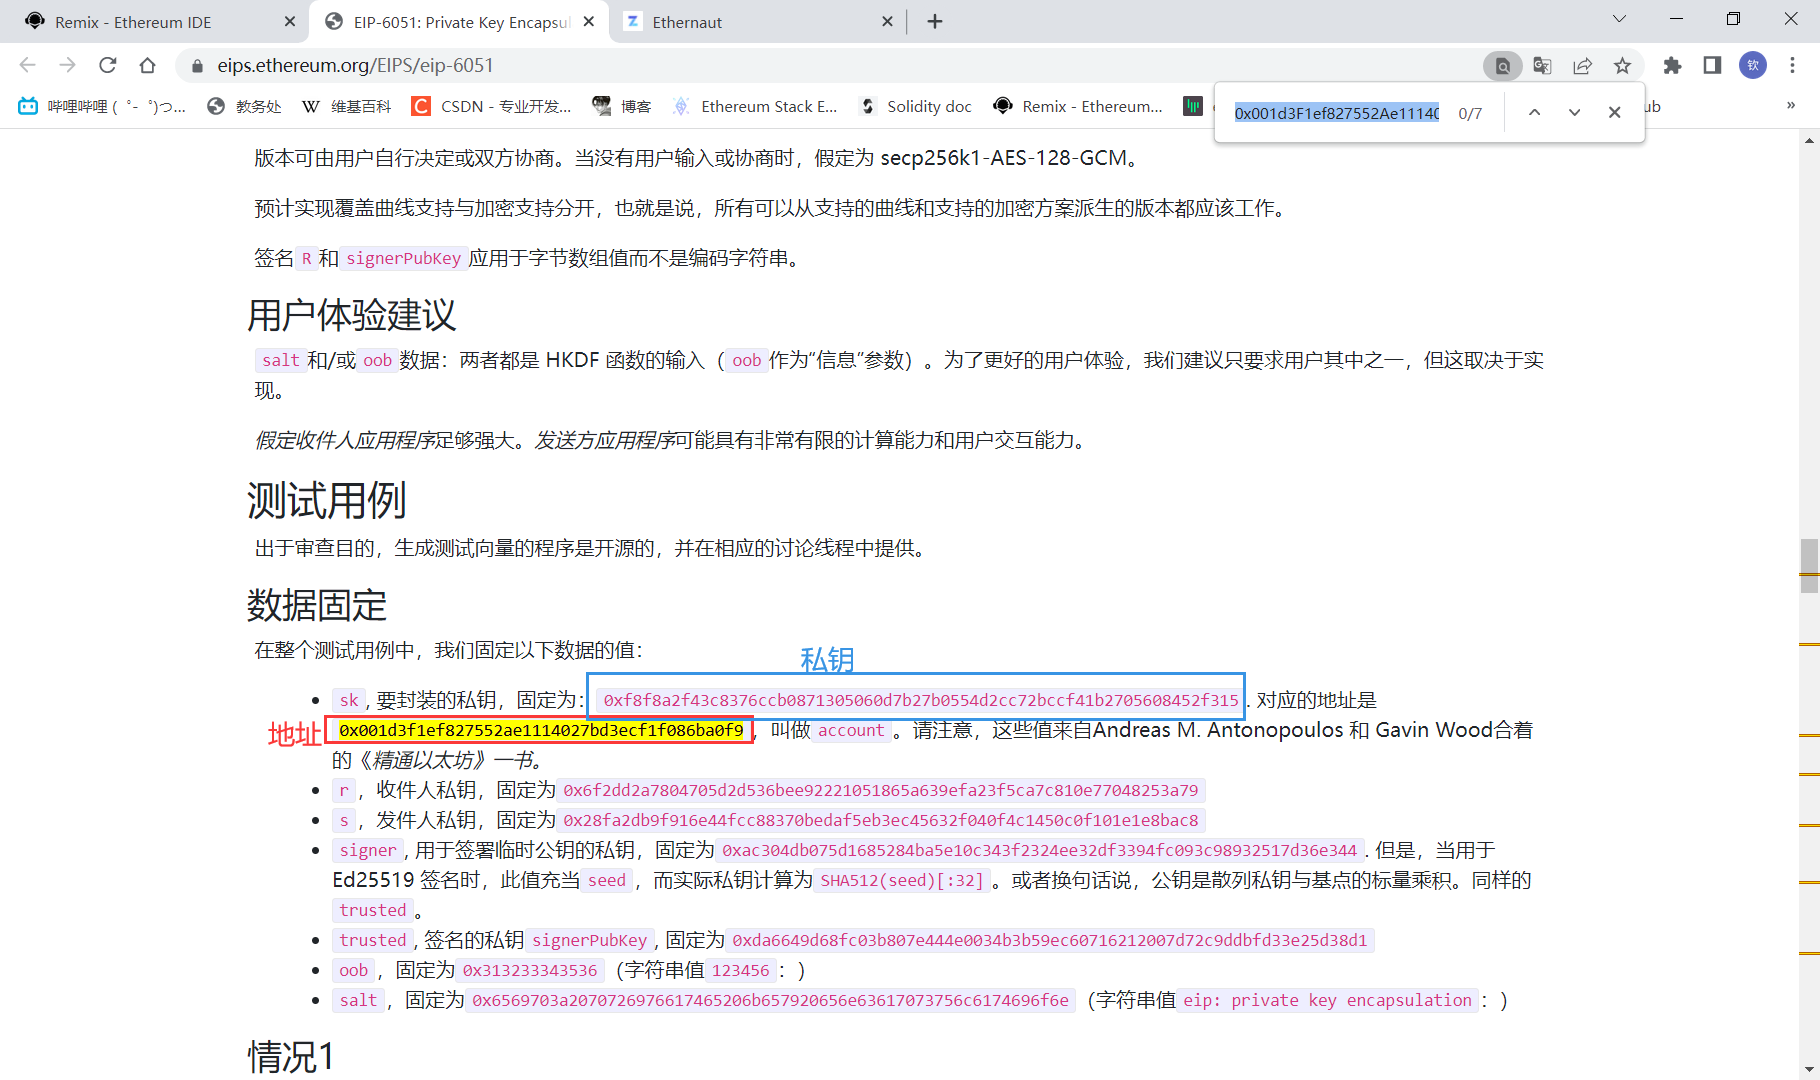 Remix - Ethereum IDE
EIP-6051: Private Key Encapsul
Ethernaut
eips.ethereum.org/EIPS/eip-6051
钦
哔哩哔哩 (゜-゜)つ...
教务处
W 维基百科
C CSDN - 专业开发...
博客
Ethereum Stack E...
Solidity doc
Remix - Ethereum...
ub
»
0x001d3F1ef827552Ae11140
0/7
版本可由用户自行决定或双方协商。当没有用户输入或协商时，假定为 secp256k1-AES-128-GCM。
预计实现覆盖曲线支持与加密支持分开，也就是说，所有可以从支持的曲线和支持的加密方案派生的版本都应该工作。
签名 R 和 signerPubKey 应用于字节数组值而不是编码字符串。
用户体验建议
salt 和/或 oob 数据：两者都是 HKDF 函数的输入（ oob 作为“信息”参数）。为了更好的用户体验，我们建议只要求用户其中之一，但这取决于实
现。
假定收件人应用程序足够强大。发送方应用程序可能具有非常有限的计算能力和用户交互能力。
测试用例
出于审查目的，生成测试向量的程序是开源的，并在相应的讨论线程中提供。
数据固定
在整个测试用例中，我们固定以下数据的值：
私钥
sk , 要封装的私钥，固定为： 0xf8f8a2f43c8376ccb0871305060d7b27b0554d2cc72bccf41b2705608452f315 . 对应的地址是
地址 0x001d3f1ef827552ae1114027bd3ecf1f086ba0f9 ，叫做 account 。请注意，这些值来自Andreas M. Antonopoulos 和 Gavin Wood合着
的《精通以太坊》一书。
r ，收件人私钥，固定为 0x6f2dd2a7804705d2d536bee92221051865a639efa23f5ca7c810e77048253a79
s ，发件人私钥，固定为 0x28fa2db9f916e44fcc88370bedaf5eb3ec45632f040f4c1450c0f101e1e8bac8
signer , 用于签署临时公钥的私钥，固定为 0xac304db075d1685284ba5e10c343f2324ee32df3394fc093c98932517d36e344 . 但是，当用于
Ed25519 签名时，此值充当 seed ，而实际私钥计算为 SHA512(seed)[:32] 。或者换句话说，公钥是散列私钥与基点的标量乘积。同样的
trusted 。
trusted , 签名的私钥 signerPubKey , 固定为 0xda6649d68fc03b807e444e0034b3b59ec60716212007d72c9ddbfd33e25d38d1
oob ，固定为 0x313233343536 （字符串值 123456 ：）
salt ，固定为 0x6569703a2070726976617465206b657920656e63617073756c6174696f6e （字符串值 eip: private key encapsulation ：）
情况1